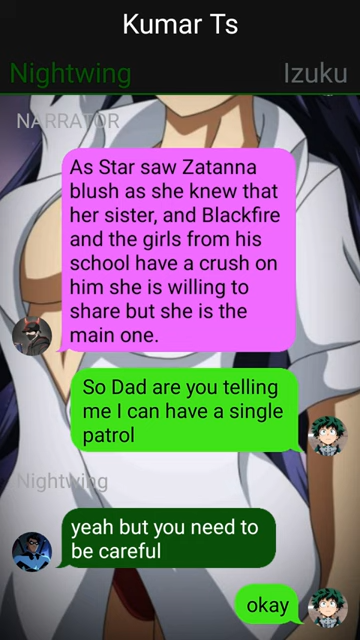 Kumar Ts
Nightwing Izuku
NARRATOR
As Star saw Zatanna
blush as she knew that
her sister, and Blackfire
and the girls from his
school have a crush on
him she is willing to
share but she is the
main one.
So Dad are you telling
me I can have a single
patrol
Nightwing
yeah but you need to
be careful
okay